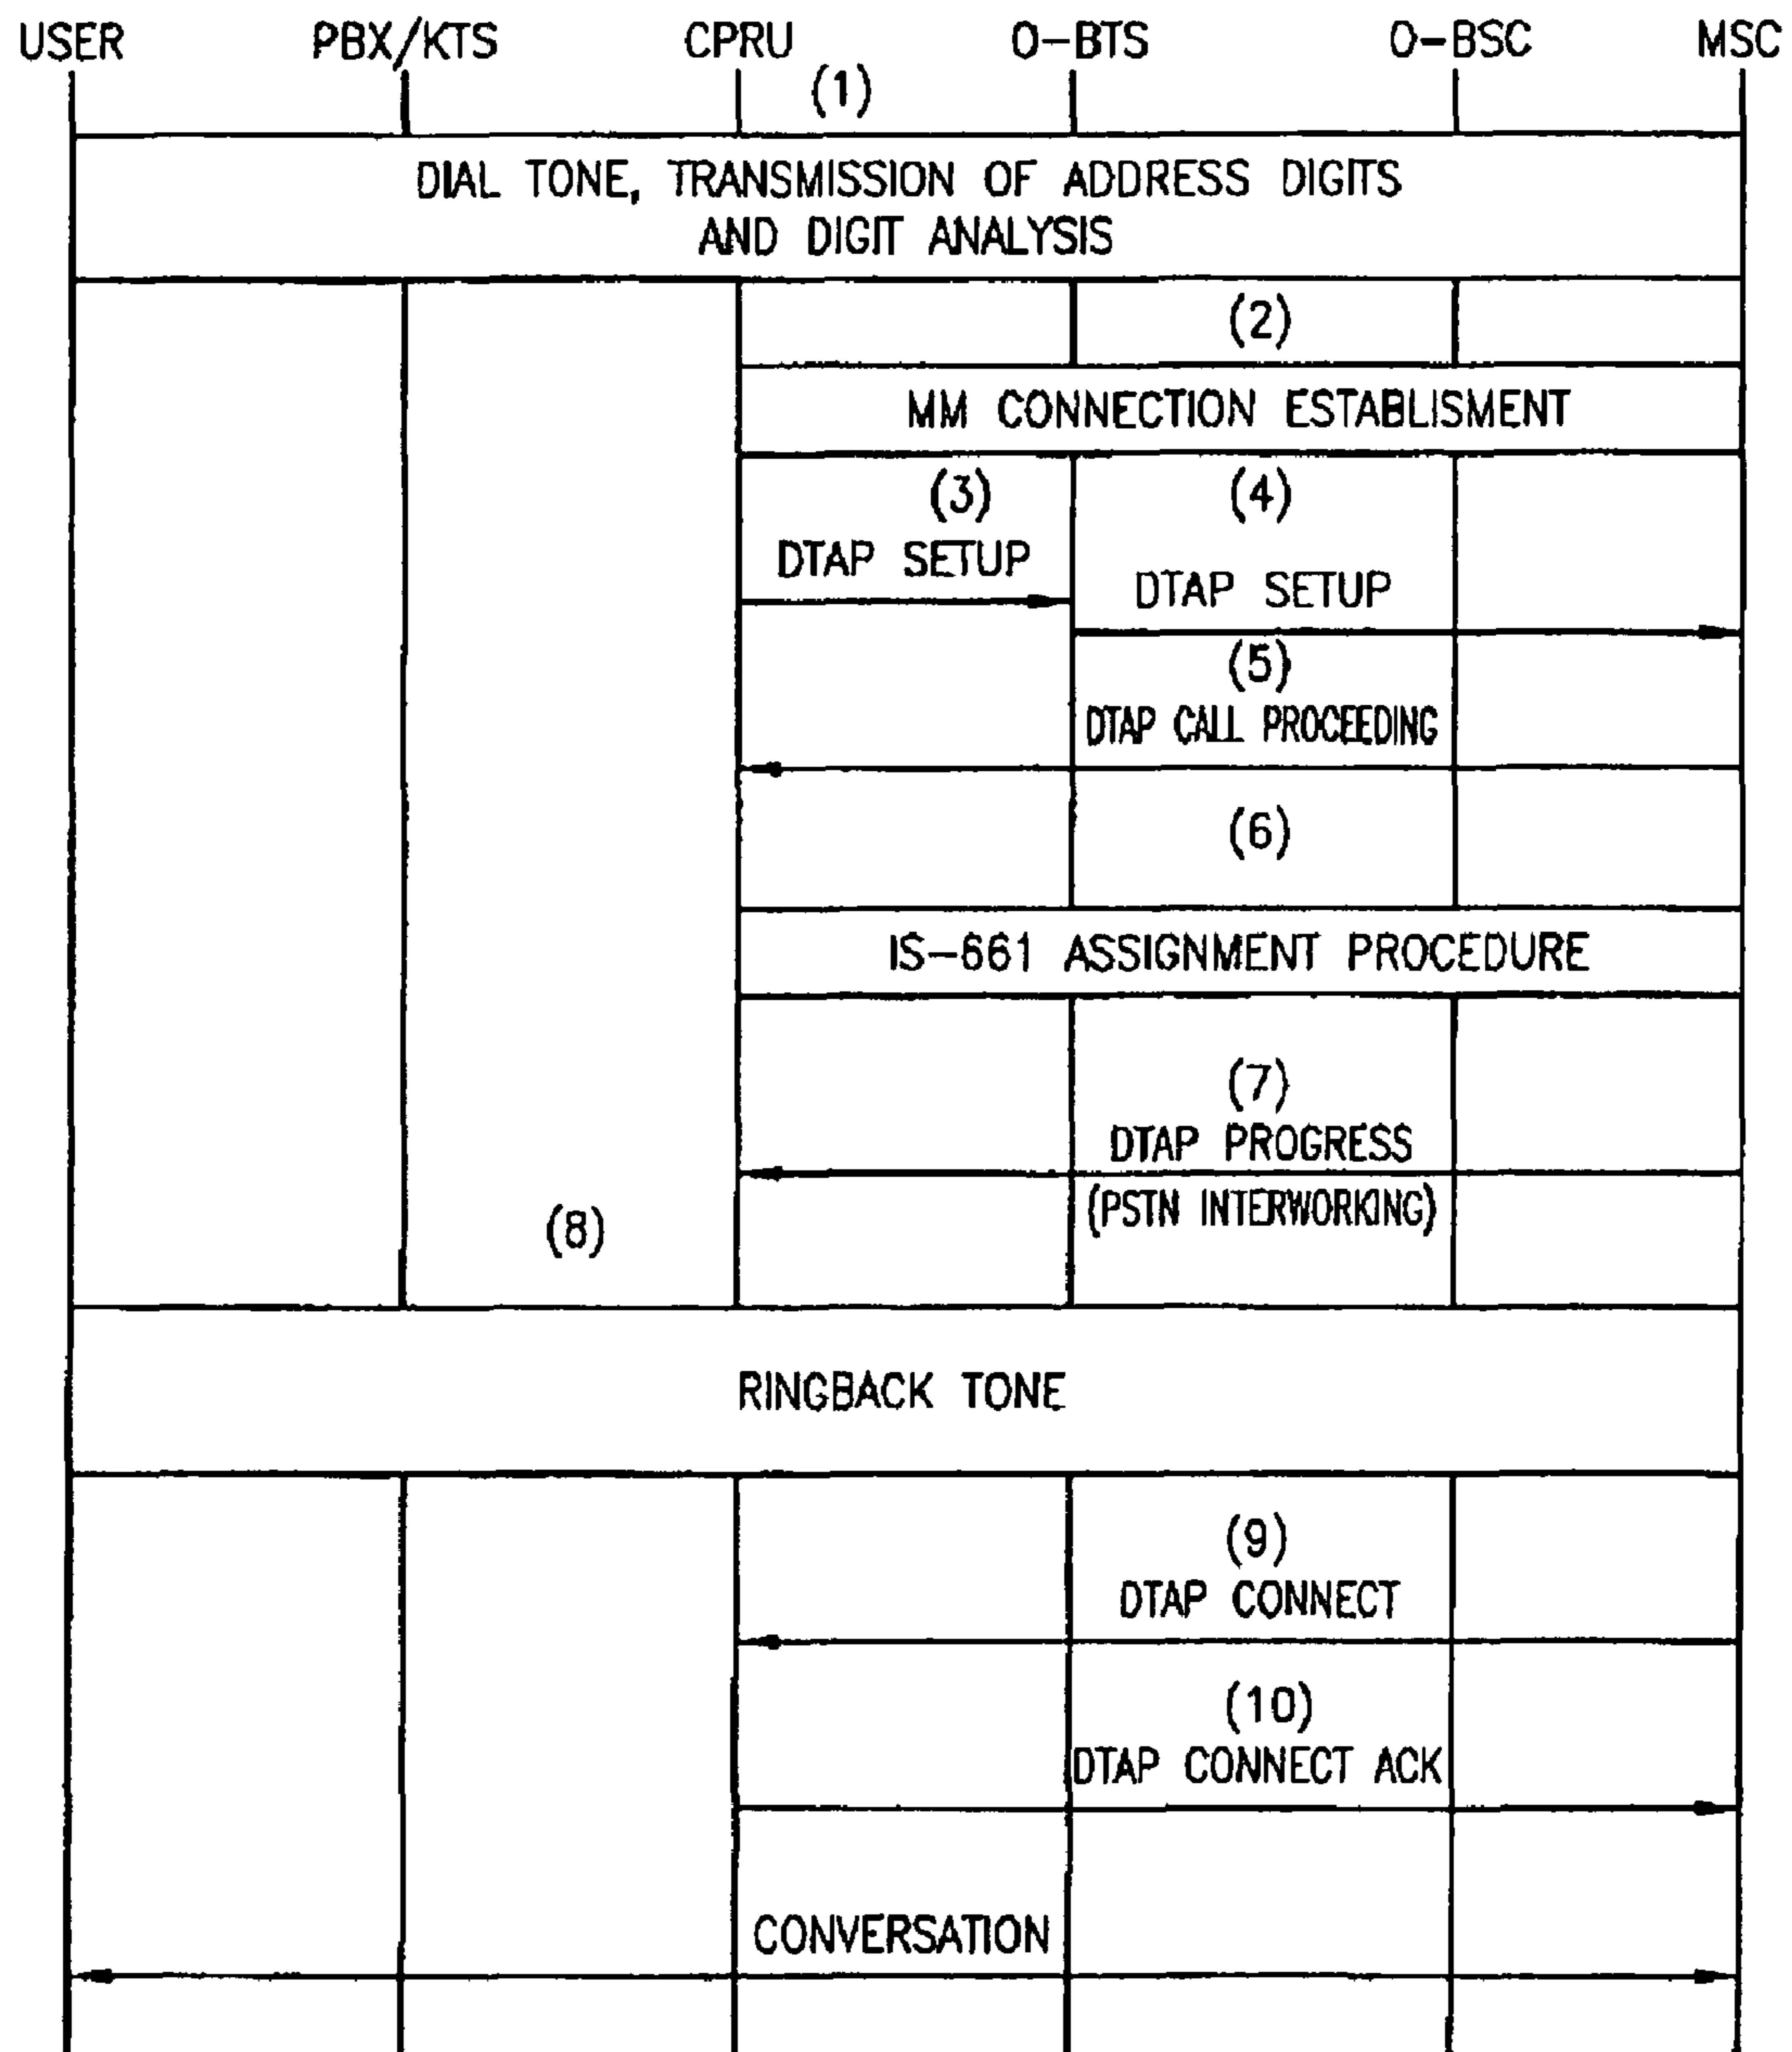 USER PBX/KTS CPRU O-BTS O-BSC MSC
(1)
DIAL TONE, TRANSMISSION OF ADDRESS DIGITS
AND DIGIT ANALYSIS
(2)
MM CONNECTION ESTABLISMENT
(3) (4)
DTAP SETUP
DTAP SETUP
(5)
DTAP CALL PROCEEDING
(6)
IS-661 ASSIGNMENT PROCEDURE
(7)
DTAP PROGRESS
(PSTN INTERWORKING)
(8)
RINGBACK TONE
(9)
DTAP CONNECT
(10)
DTAP CONNECT ACK
CONVERSATION